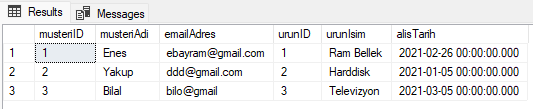 Results Messages
musteriID musteriAdi emailAdres urunID urunIsim alisTarih
1 1 Enes ebayram@gmail.com 1 Ram Bellek 2021-02-26 00:00:00.000
2 2 Yakup ddd@gmail.com 2 Harddisk 2021-01-05 00:00:00.000
3 3 Bilal bilo@gmail 3 Televizyon 2021-03-05 00:00:00.000